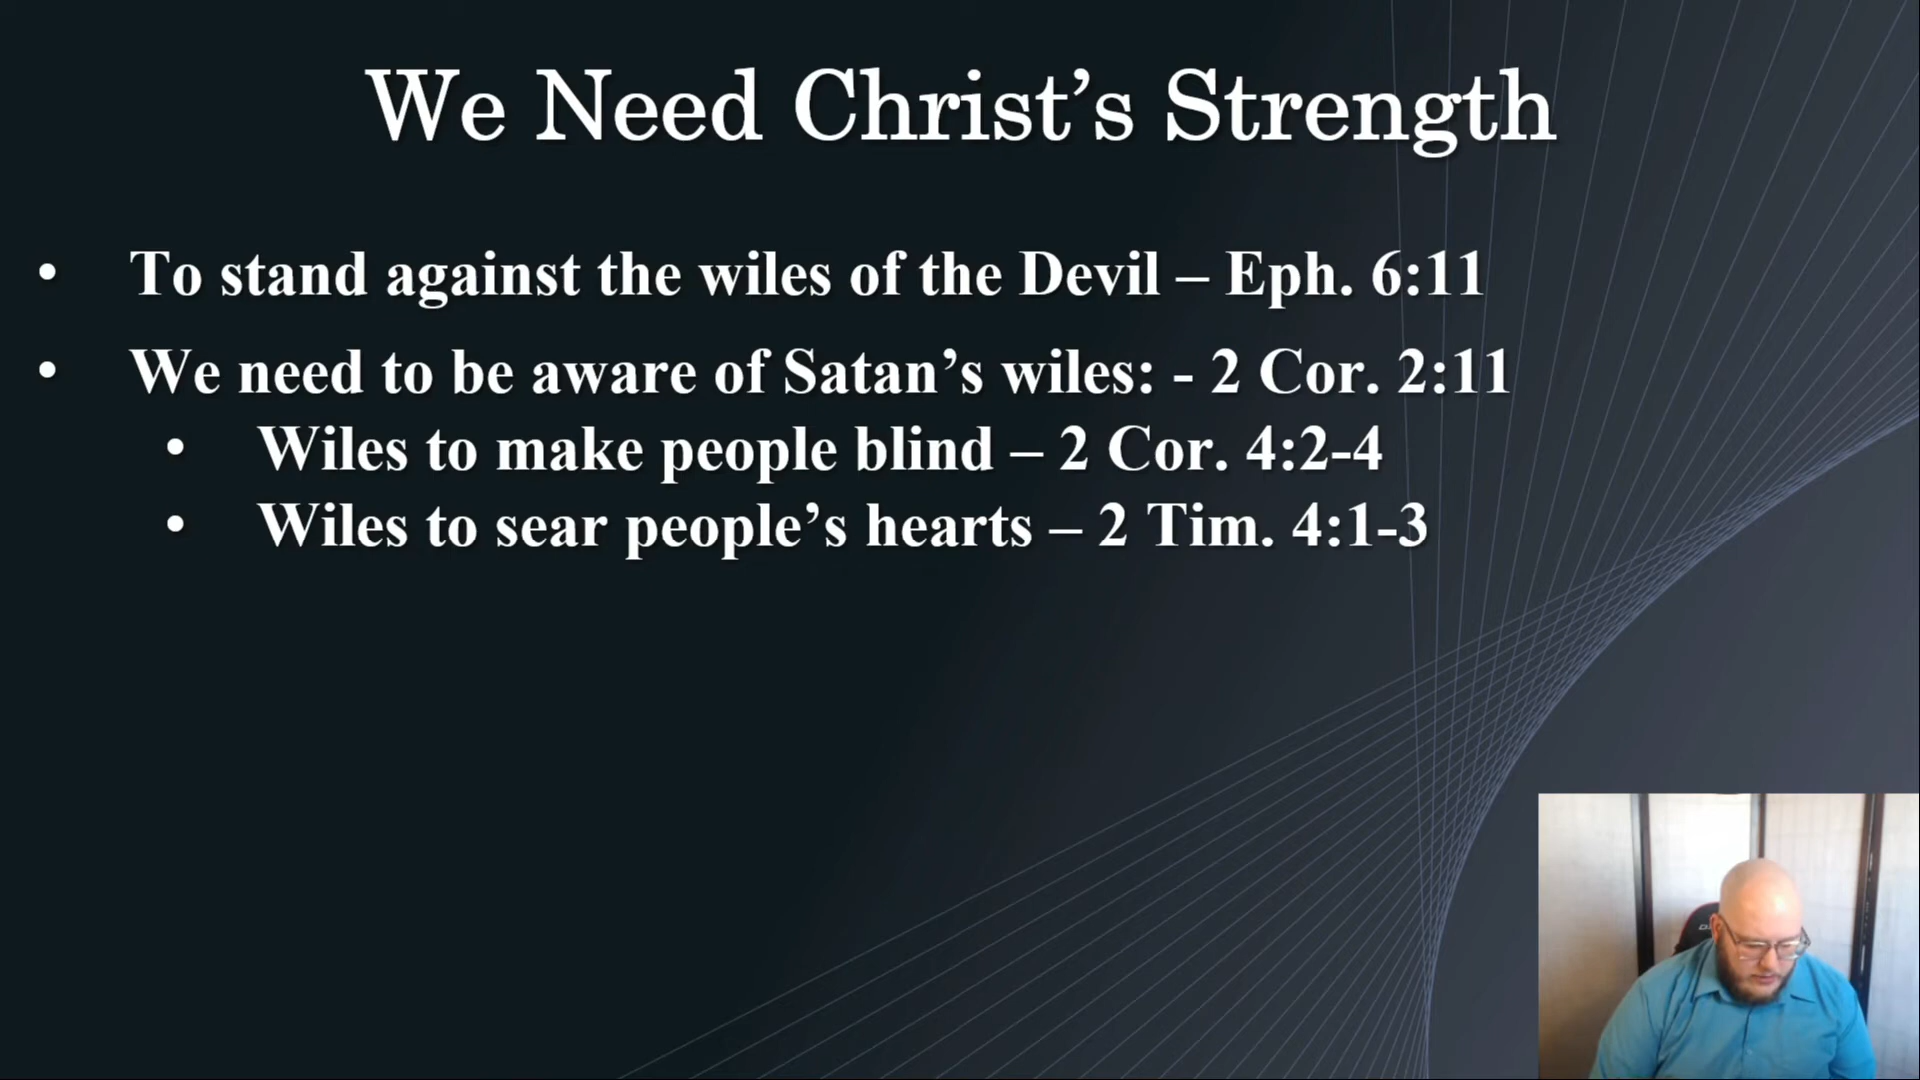 We Need Christ’s Strength
• To stand against the wiles of the Devil – Eph. 6:11
• We need to be aware of Satan’s wiles: - 2 Cor. 2:11
• Wiles to make people blind – 2 Cor. 4:2-4
• Wiles to sear people’s hearts – 2 Tim. 4:1-3